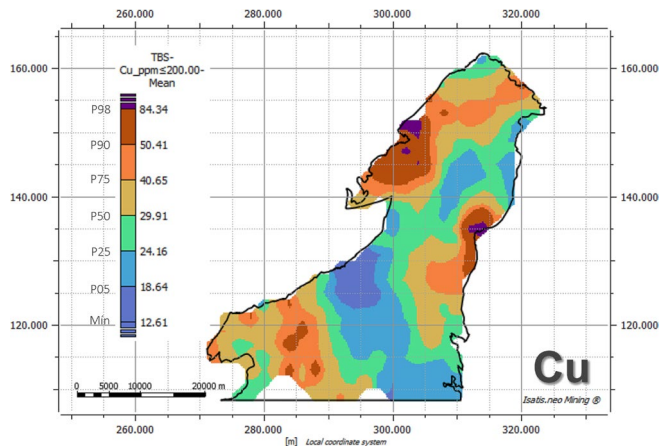 260.000 280.000 300.000 320.000
TBS-
Cu_ppm≤200.00-
Mean
160.000
P98 84.34
P90 50.41
P75 40.65
140.000
P50 29.91
P25 24.16
P05 18.64
Mín 12.61
120.000
0 5000 10000 20000 m
Cu
Isatis.neo Mining ®
260.000 280.000 300.000 320.000
[m] Local coordinate system
160.000
140.000
120.000